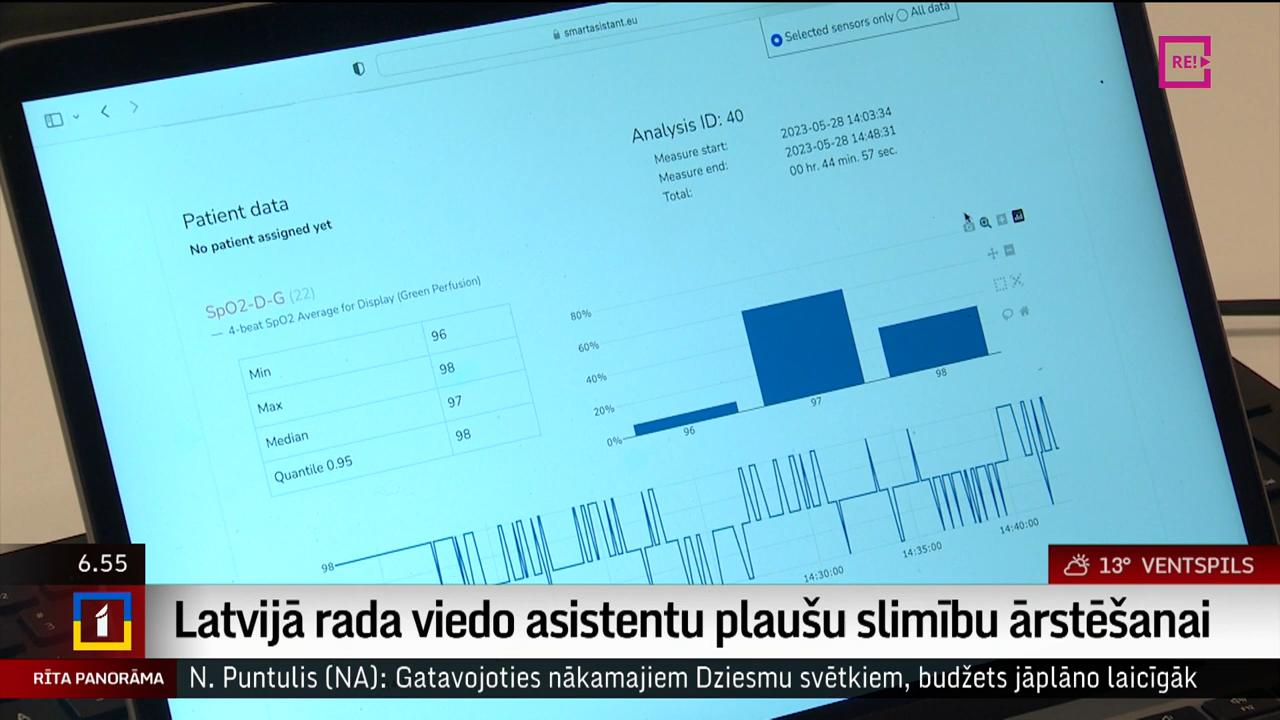 smartasistant.eu
Selected sensors only All data
RE!
Analysis ID: 40
Measure start: 2023-05-28 14:03:34
Measure end: 2023-05-28 14:48:31
Total: 00 hr. 44 min. 57 sec.
Patient data
No patient assigned yet
SpO2-D-G (22)
— 4-beat SpO2 Average for Display (Green Perfusion)
Min 96
Max 98
Median 97
Quantile 0.95 98
80%
60%
40%
20%
0%
96 97 98
98
14:30:00 14:35:00 14:40:00
6.55
13° VENTSPILS
1
Latvijā rada viedo asistentu plaušu slimību ārstēšanai
RĪTA PANORĀMA N. Puntulis (NA): Gatavojoties nākamajiem Dziesmu svētkiem, budžets jāplāno laicīgāk